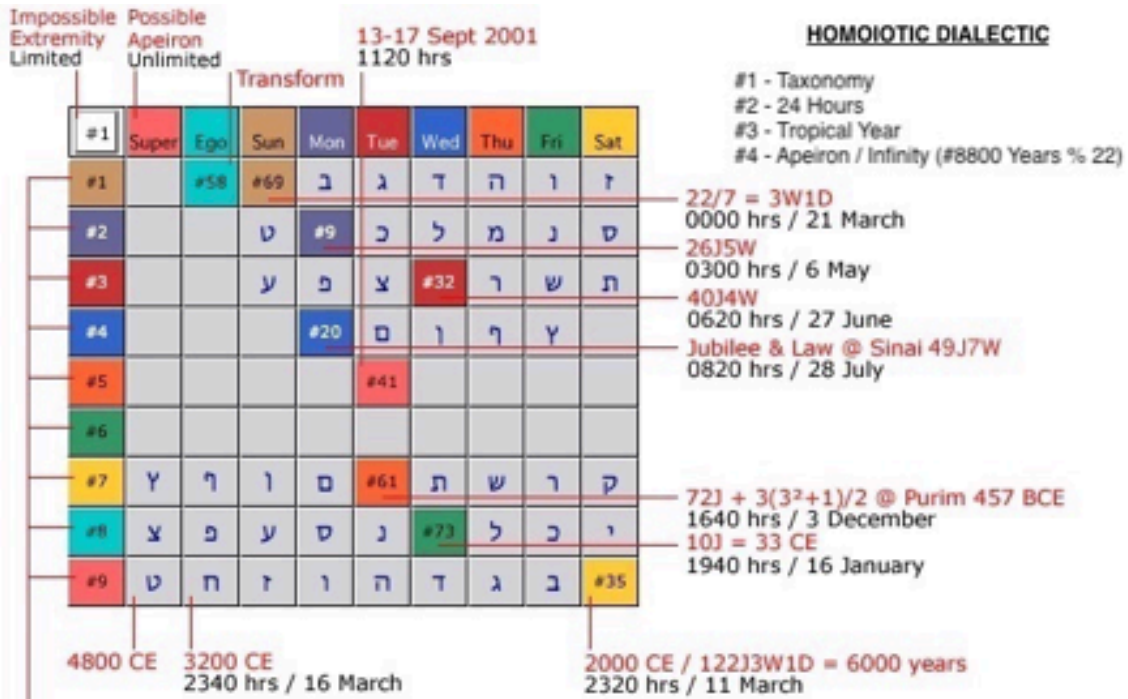 HOMOIOTIC DIALECTIC
#1 - Taxonomy
#2 - 24 Hours
#3 - Tropical Year
#4 - Apeiron / Infinity (#8800 Years % 22)
Impossible Extremity
Limited
Possible Apeiron
Unlimited
Transform
13-17 Sept 2001
1120 hrs
#1 Super Ego Sun Mon Tue Wed Thu Fri Sat
#1 #58 #69 ב ג ד ה ו ז
#2 ט #9 כ ל מ נ ס
#3 ע פ צ #32 ר ש ת
#4 #20 ם ן ף ץ
#5 #41
#6
#7 ץ ף ן ם #61 ת ש ר ק
#8 צ פ ע ס נ #73 ל כ י
#9 ט ח ז ו ה ד ג ב #35
22/7 = 3W1D
0000 hrs / 21 March
26J5W
0300 hrs / 6 May
40J4W
0620 hrs / 27 June
Jubilee & Law @ Sinai 49J7W
0820 hrs / 28 July
72J + 3(3²+1)/2 @ Purim 457 BCE
1640 hrs / 3 December
10J = 33 CE
1940 hrs / 16 January
4800 CE
3200 CE
2340 hrs / 16 March
2000 CE / 122J3W1D = 6000 years
2320 hrs / 11 March